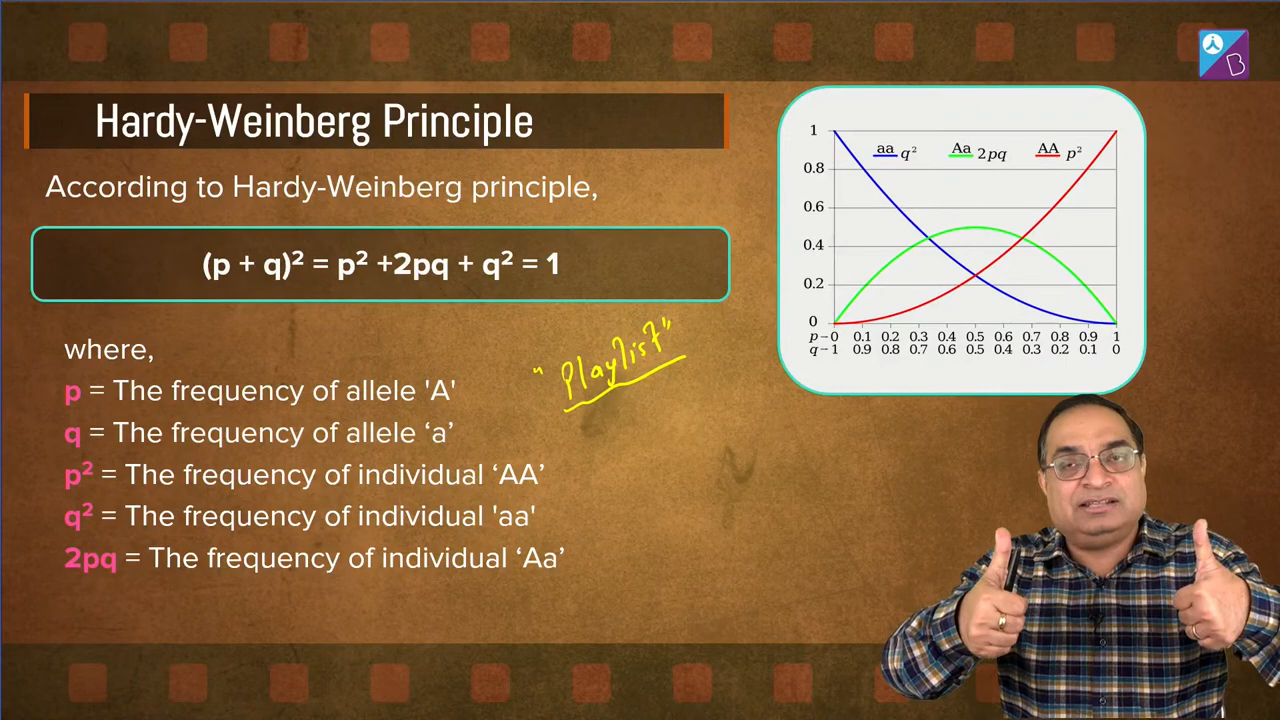 Hardy-Weinberg Principle
According to Hardy-Weinberg principle,
(p + q)² = p² +2pq + q² = 1
where,
p = The frequency of allele 'A'
q = The frequency of allele ‘a’
p² = The frequency of individual ‘AA’
q² = The frequency of individual 'aa'
2pq = The frequency of individual ‘Aa’
"Playlist"
B
aa q² Aa 2pq AA p²
1
0.8
0.6
0.4
0.2
0
p→0 0.1 0.2 0.3 0.4 0.5 0.6 0.7 0.8 0.9 1
q→1 0.9 0.8 0.7 0.6 0.5 0.4 0.3 0.2 0.1 0